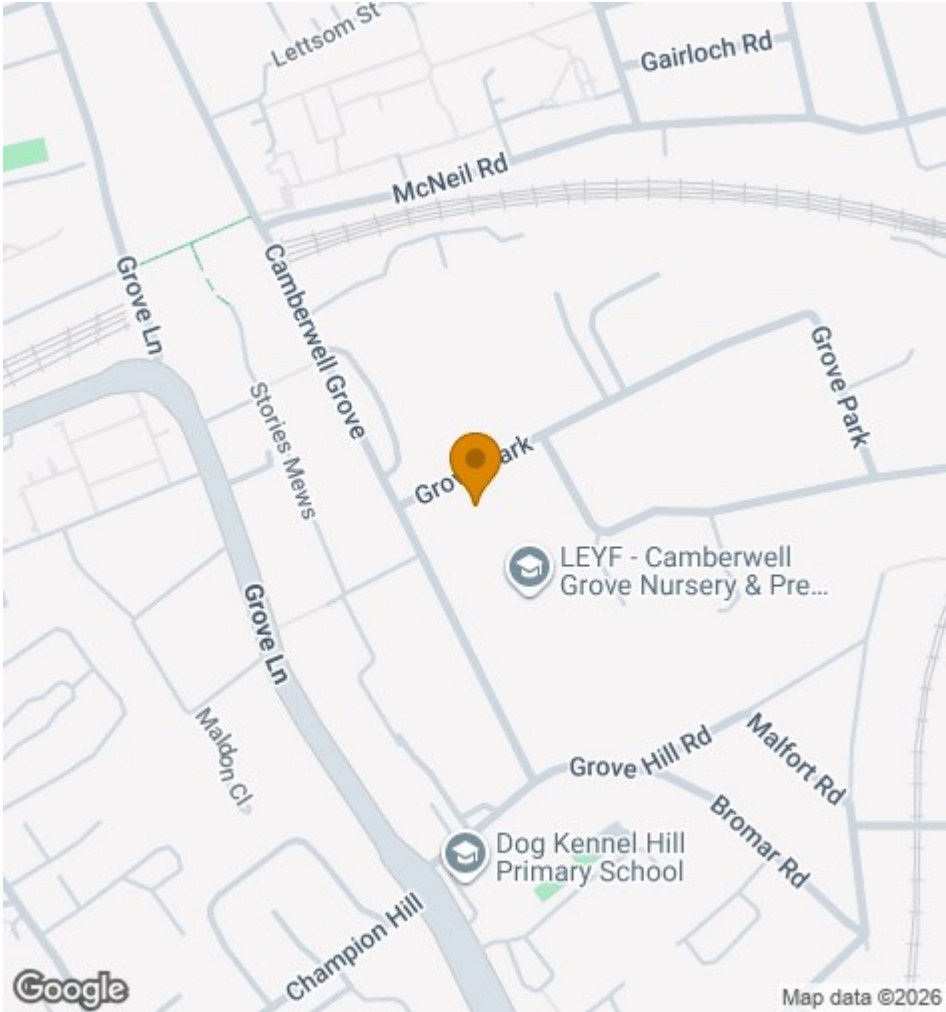 Lettsom St
Gairloch Rd
McNeil Rd
Grove Ln
Camberwell Grove
Grove Park
Stories Mews
Grove Park
LEYF - Camberwell
Grove Nursery & Pre...
Grove Ln
Maldon Cl
Grove Hill Rd
Malfort Rd
Bromar Rd
Dog Kennel Hill
Primary School
Champion Hill
Google
Map data ©2026